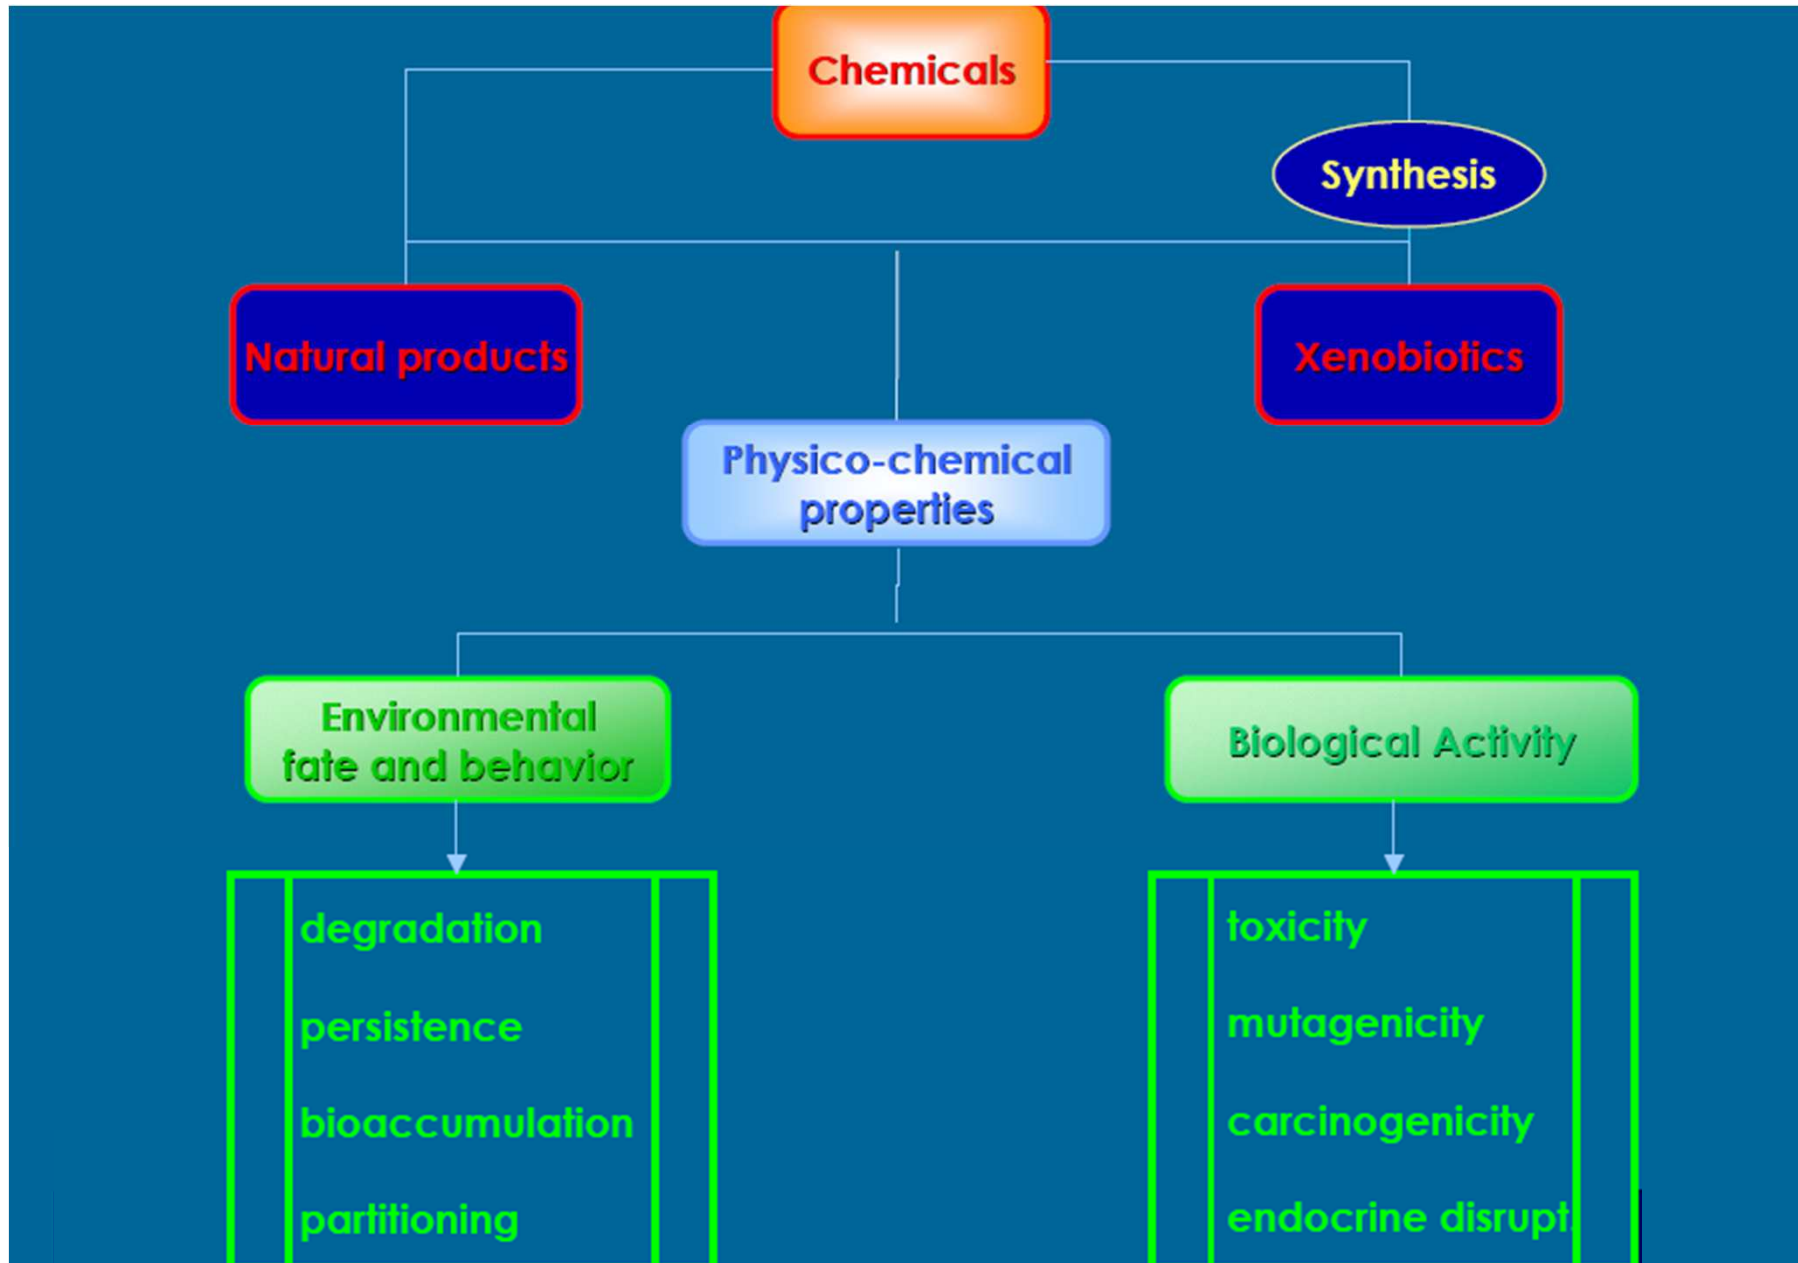 Chemicals
Synthesis
Natural products
Xenobiotics
Physico-chemical
properties
Environmental
fate and behavior
Biological Activity
degradation
persistence
bioaccumulation
partitioning
toxicity
mutagenicity
carcinogenicity
endocrine disrupt.